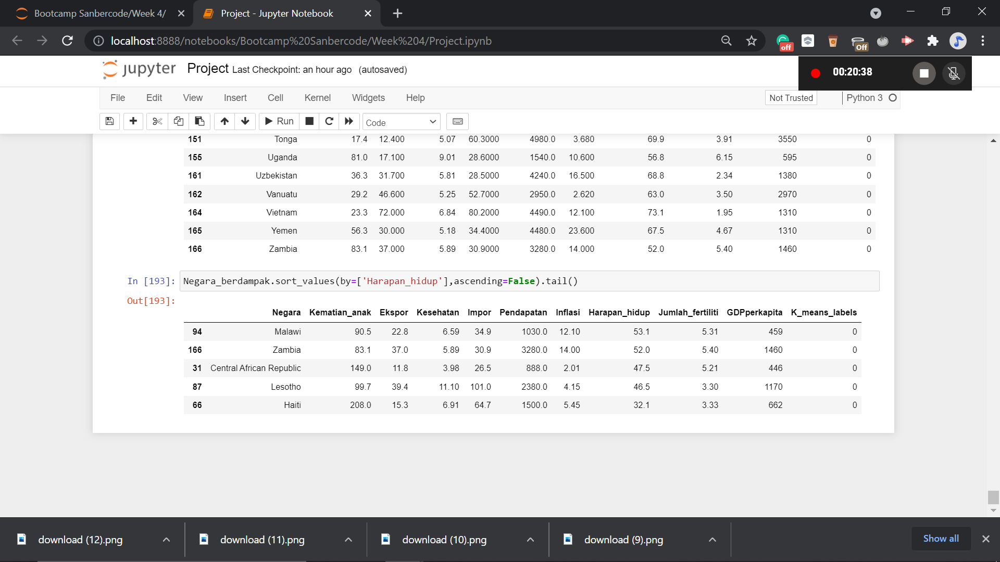 Bootcamp Sanbercode/Week 4/
Project - Jupyter Notebook
localhost:8888/notebooks/Bootcamp%20Sanbercode/Week%204/Project.ipynb
off
Off
jupyter Project Last Checkpoint: an hour ago (autosaved)
00:20:38
File Edit View Insert Cell Kernel Widgets Help
Not Trusted
Python 3
Run
Code
151 Tonga 17.4 12.400 5.07 60.3000 4980.0 3.680 69.9 3.91 3550 0
155 Uganda 81.0 17.100 9.01 28.6000 1540.0 10.600 56.8 6.15 595 0
161 Uzbekistan 36.3 31.700 5.81 28.5000 4240.0 16.500 68.8 2.34 1380 0
162 Vanuatu 29.2 46.600 5.25 52.7000 2950.0 2.620 63.0 3.50 2970 0
164 Vietnam 23.3 72.000 6.84 80.2000 4490.0 12.100 73.1 1.95 1310 0
165 Yemen 56.3 30.000 5.18 34.4000 4480.0 23.600 67.5 4.67 1310 0
166 Zambia 83.1 37.000 5.89 30.9000 3280.0 14.000 52.0 5.40 1460 0
In [193]: Negara_berdampak.sort_values(by=['Harapan_hidup'],ascending=False).tail()
Out[193]:
Negara Kematian_anak Ekspor Kesehatan Impor Pendapatan Inflasi Harapan_hidup Jumlah_fertiliti GDPperkapita K_means_labels
94 Malawi 90.5 22.8 6.59 34.9 1030.0 12.10 53.1 5.31 459 0
166 Zambia 83.1 37.0 5.89 30.9 3280.0 14.00 52.0 5.40 1460 0
31 Central African Republic 149.0 11.8 3.98 26.5 888.0 2.01 47.5 5.21 446 0
87 Lesotho 99.7 39.4 11.10 101.0 2380.0 4.15 46.5 3.30 1170 0
66 Haiti 208.0 15.3 6.91 64.7 1500.0 5.45 32.1 3.33 662 0
download (12).png
download (11).png
download (10).png
download (9).png
Show all